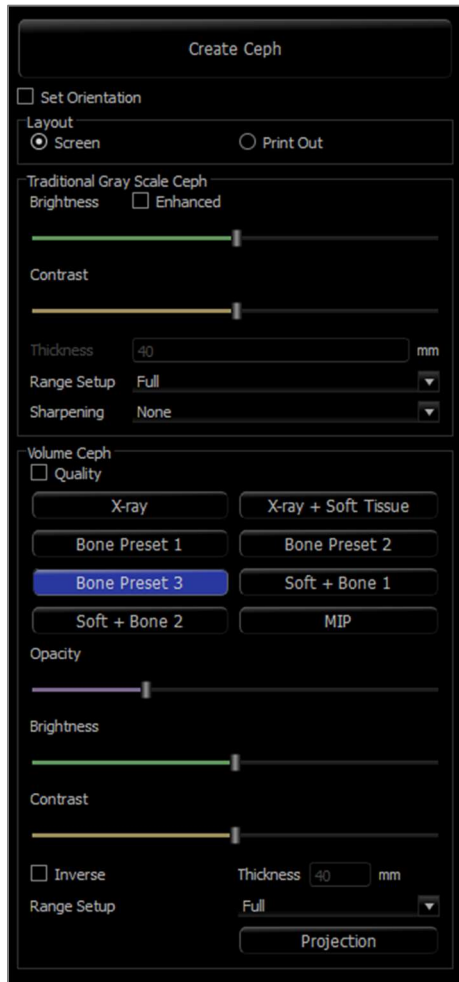 Create Ceph
Set Orientation
Layout
Screen Print Out
Traditional Gray Scale Ceph
Brightness Enhanced
Contrast
Thickness 40 mm
Range Setup Full
Sharpening None
Volume Ceph
Quality
X-ray X-ray + Soft Tissue
Bone Preset 1 Bone Preset 2
Bone Preset 3 Soft + Bone 1
Soft + Bone 2 MIP
Opacity
Brightness
Contrast
Inverse Thickness 40 mm
Range Setup Full
Projection